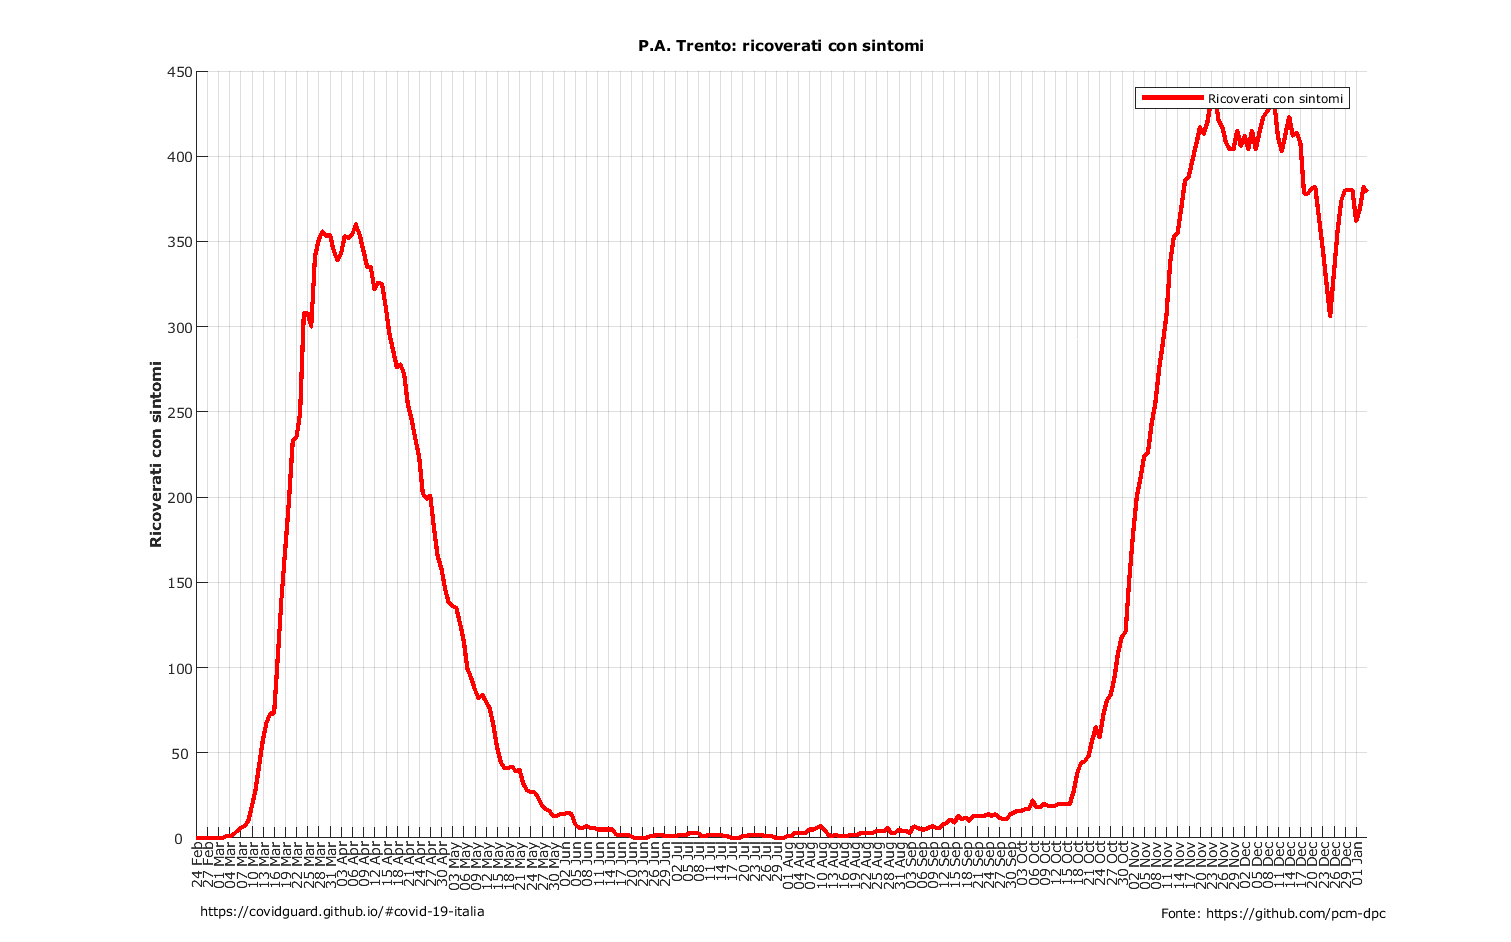 P.A. Trento: ricoverati con sintomi
Ricoverati con sintomi
Ricoverati con sintomi
450
400
350
300
250
200
150
100
50
0
24 Feb
27 Feb
01 Mar
04 Mar
07 Mar
10 Mar
13 Mar
16 Mar
19 Mar
22 Mar
25 Mar
28 Mar
31 Mar
03 Apr
06 Apr
09 Apr
12 Apr
15 Apr
18 Apr
21 Apr
24 Apr
27 Apr
30 Apr
03 May
06 May
09 May
12 May
15 May
18 May
21 May
24 May
27 May
30 May
02 Jun
05 Jun
08 Jun
11 Jun
14 Jun
17 Jun
20 Jun
23 Jun
26 Jun
29 Jun
02 Jul
05 Jul
08 Jul
11 Jul
14 Jul
17 Jul
20 Jul
23 Jul
26 Jul
29 Jul
01 Aug
04 Aug
07 Aug
10 Aug
13 Aug
16 Aug
19 Aug
22 Aug
25 Aug
28 Aug
31 Aug
03 Sep
06 Sep
09 Sep
12 Sep
15 Sep
18 Sep
21 Sep
24 Sep
27 Sep
30 Sep
03 Oct
06 Oct
09 Oct
12 Oct
15 Oct
18 Oct
21 Oct
24 Oct
27 Oct
30 Oct
02 Nov
05 Nov
08 Nov
11 Nov
14 Nov
17 Nov
20 Nov
23 Nov
26 Nov
29 Nov
02 Dec
05 Dec
08 Dec
11 Dec
14 Dec
17 Dec
20 Dec
23 Dec
26 Dec
29 Dec
01 Jan
https://covidguard.github.io/#covid-19-italia
Fonte: https://github.com/pcm-dpc